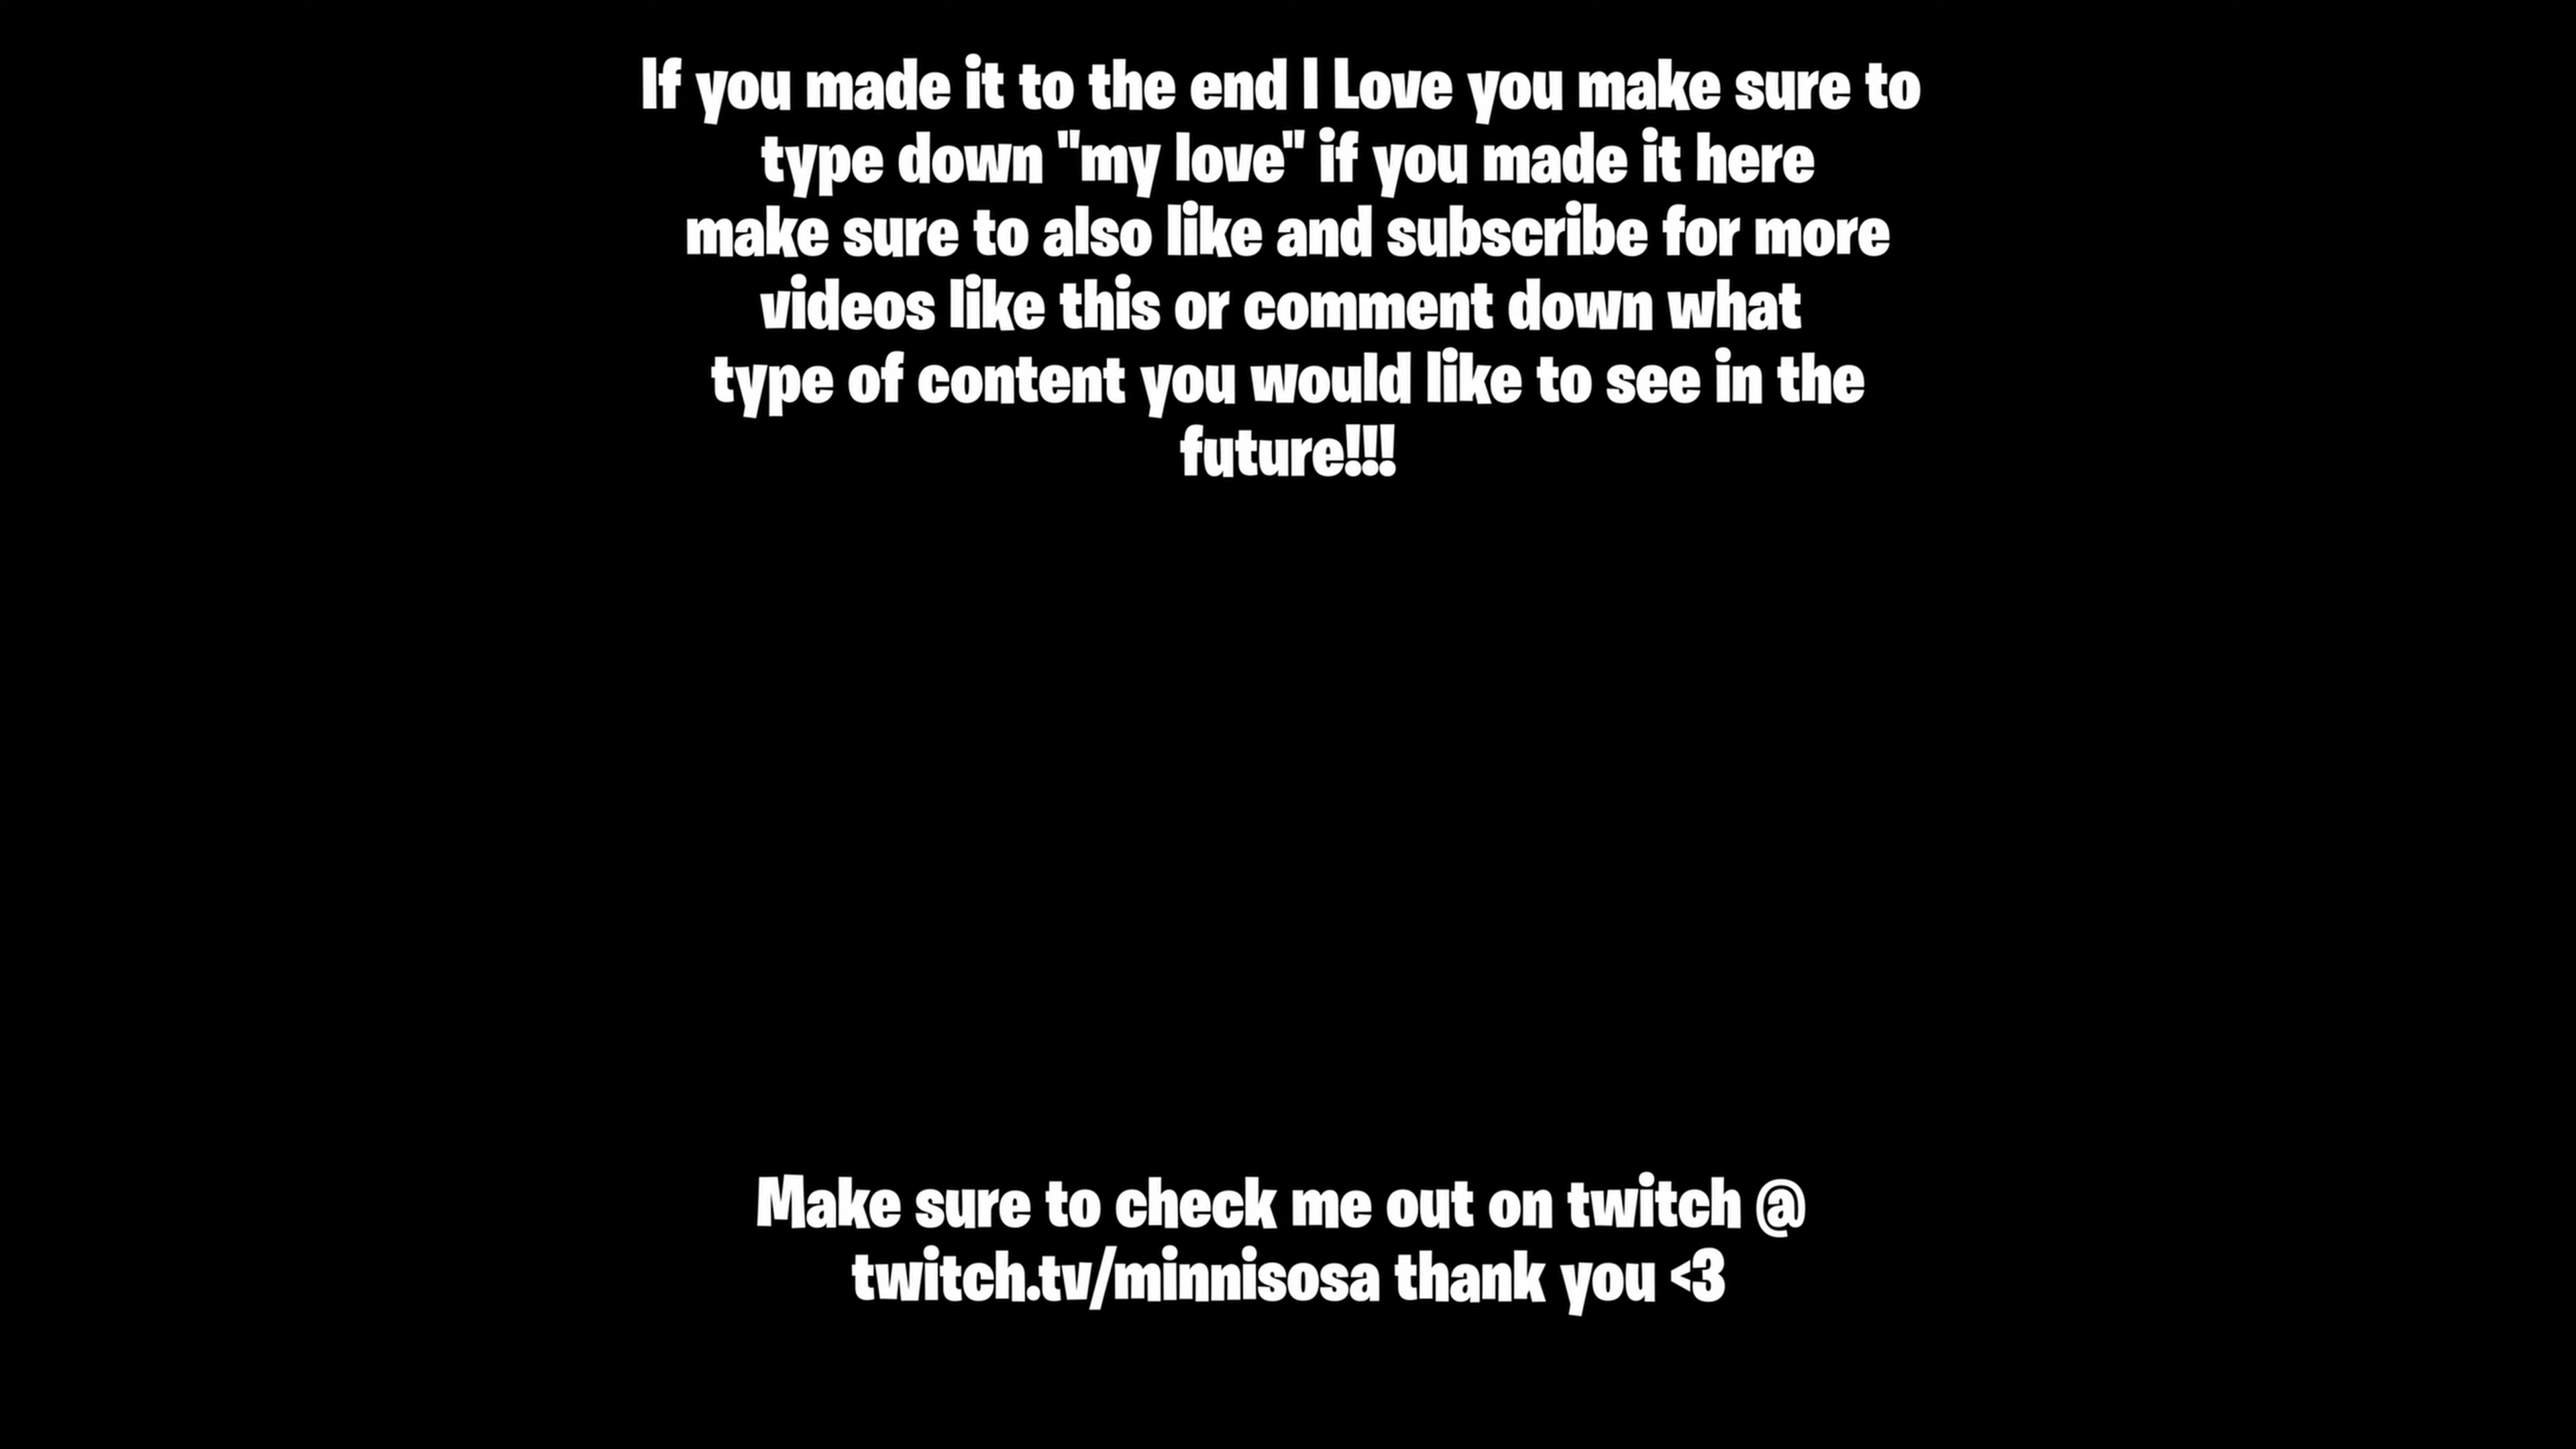 If you made it to the end I Love you make sure to
type down "my love" if you made it here
make sure to also like and subscribe for more
videos like this or comment down what
type of content you would like to see in the
future!!!
Make sure to check me out on twitch @
twitch.tv/minnisosa thank you <3